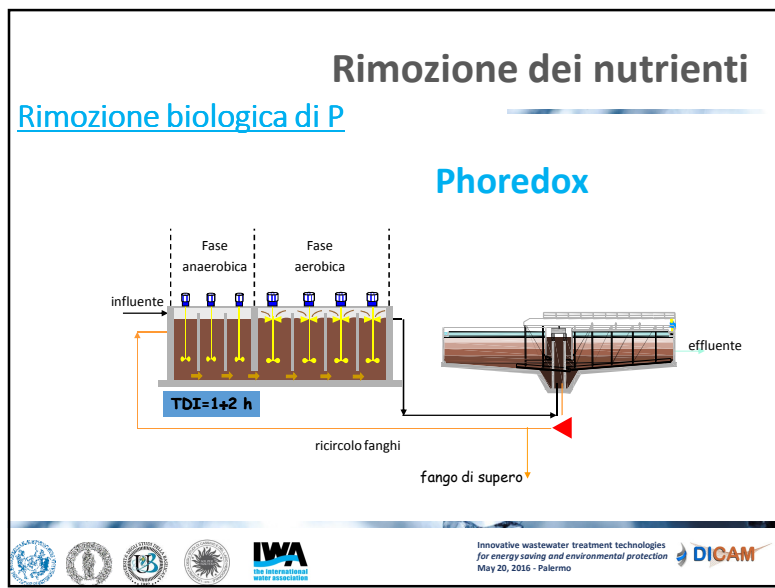 Rimozione dei nutrienti
Rimozione biologica di P
Phoredox
Fase
anaerobica
Fase
aerobica
influente
effluente
TDI=1÷2 h
ricircolo fanghi
fango di supero
IWA
the international
water association
Innovative wastewater treatment technologies
for energy saving and environmental protection
May 20, 2016 - Palermo
DICAM